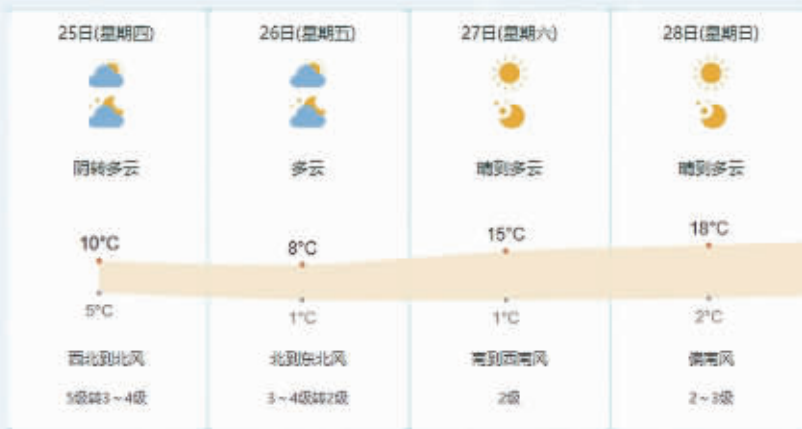 25日(星期四)
阴转多云
10°C
5°C
西北到北风
5级转3~4级
26日(星期五)
多云
8°C
1°C
北到东北风
3~4级转2级
27日(星期六)
晴到多云
15°C
1°C
南到西南风
2级
28日(星期日)
晴到多云
18°C
2°C
偏南风
2~3级